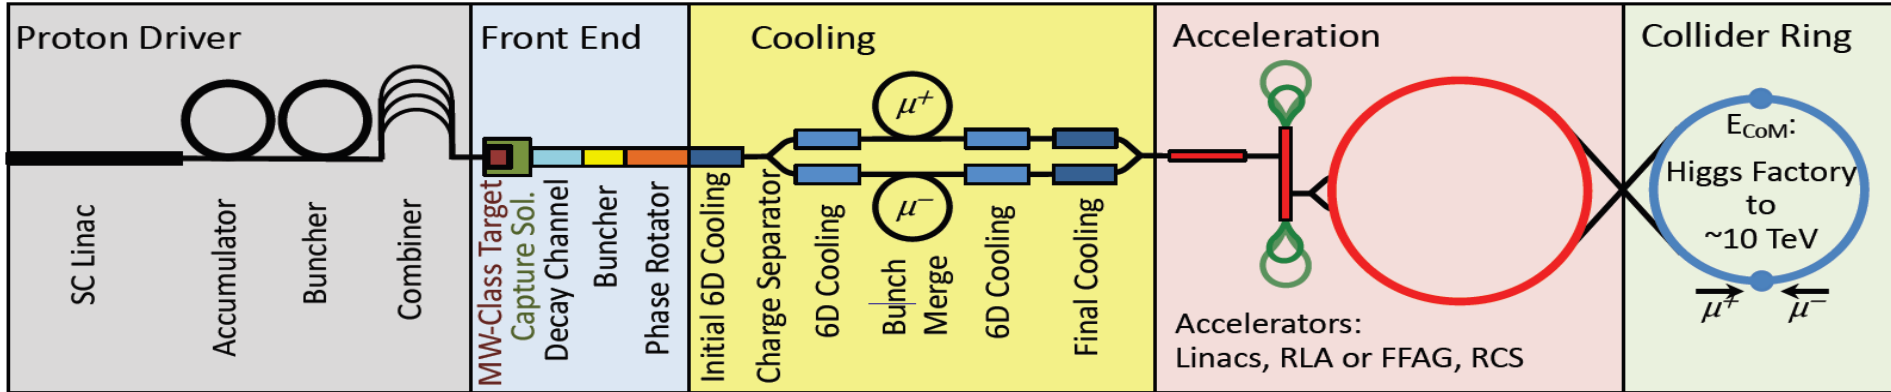 Proton Driver
Front End
Cooling
Acceleration
Collider Ring
SC Linac
Accumulator
Buncher
Combiner
MW-Class Target
Capture Sol.
Decay Channel
Buncher
Phase Rotator
Initial 6D Cooling
Charge Separator
6D Cooling
μ+
μ−
Bunch
Merge
6D Cooling
Final Cooling
Accelerators:
Linacs, RLA or FFAG, RCS
ECoM:
Higgs Factory
to
~10 TeV
μ+
μ−